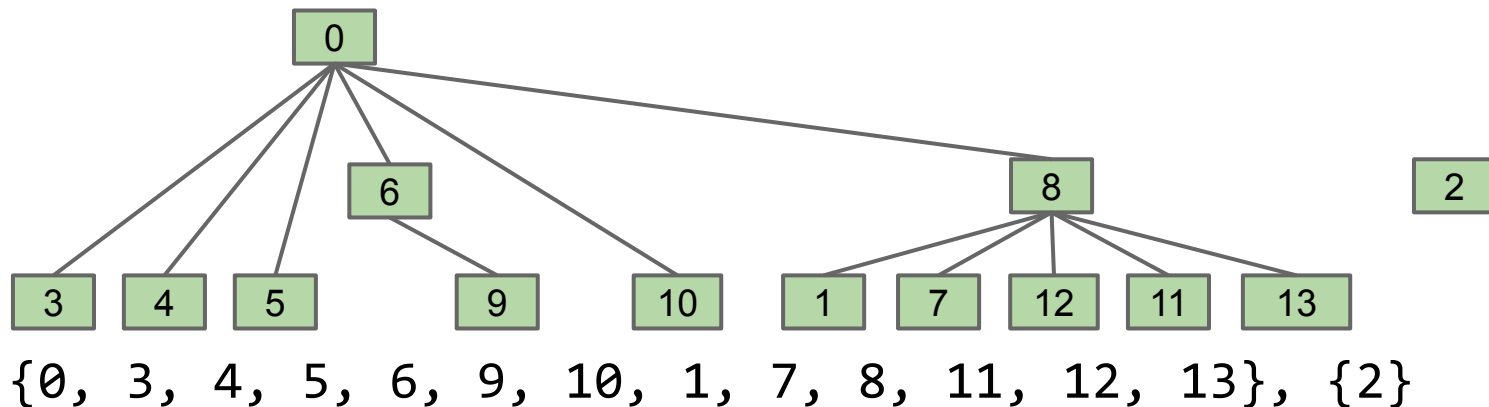 0
6 8 2
3 4 5 9 10 1 7 12 11 13
{0, 3, 4, 5, 6, 9, 10, 1, 7, 8, 11, 12, 13}, {2}